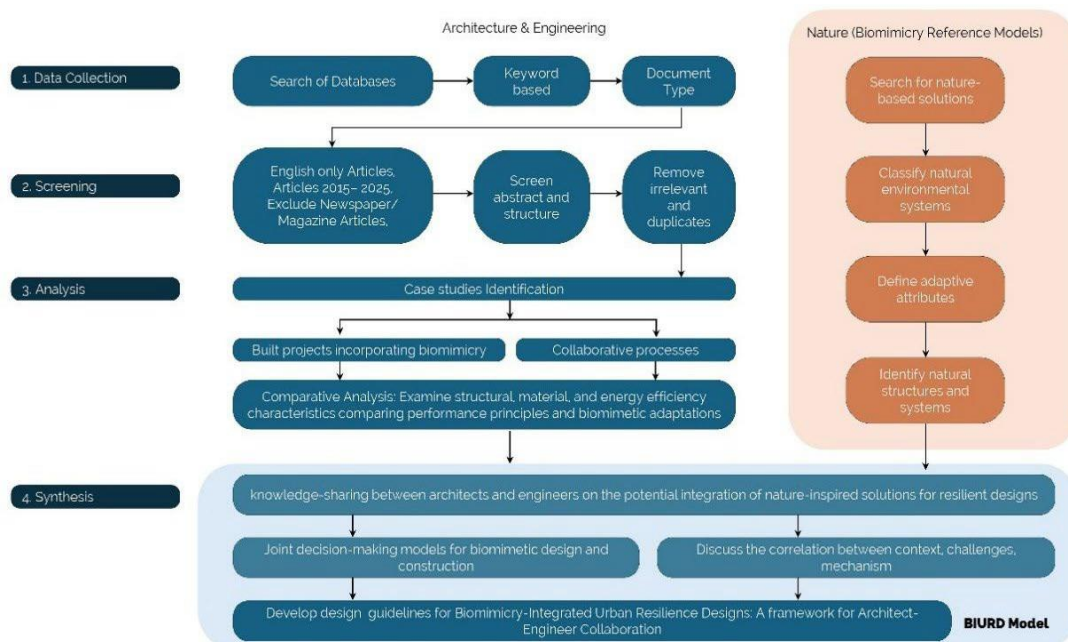 Architecture & Engineering
Nature (Biomimicry Reference Models)
1. Data Collection
Search of Databases
Keyword
based
Document
Type
Search for nature-
based solutions
2. Screening
English only Articles,
Articles 2015– 2025,
Exclude Newspaper/
Magazine Articles,
Screen
abstract and
structure
Remove
irrelevant
and
duplicates
Classify natural
environmental
systems
3. Analysis
Case studies Identification
Define adaptive
attributes
Built projects incorporating biomimicry
Collaborative processes
Identify natural
structures and
systems
Comparative Analysis: Examine structural, material, and energy efficiency
characteristics comparing performance principles and biomimetic adaptations
4. Synthesis
knowledge-sharing between architects and engineers on the potential integration of nature-inspired solutions for resilient designs
Joint decision-making models for biomimetic design and
construction
Discuss the correlation between context, challenges,
mechanism
Develop design guidelines for Biomimicry-Integrated Urban Resilience Designs: A framework for Architect-
Engineer Collaboration
BIURD Model